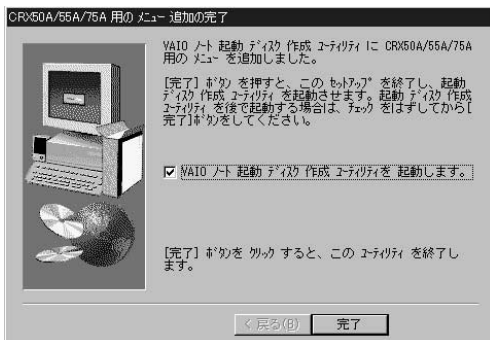 CRX50A/55A/75A 用の ﾒﾆｭｰ 追加の完了
VAIO ﾉｰﾄ 起動 ﾃﾞｨｽｸ 作成 ﾕｰﾃｨﾘﾃｨ に CRX50A/55A/75A
用の ﾒﾆｭｰ を追加しました。
[完了] ﾎﾞﾀﾝ を押すと、この ｾｯﾄｱｯﾌﾟ を終了し、起動
ﾃﾞｨｽｸ 作成 ﾕｰﾃｨﾘﾃｨ を起動させます。起動 ﾃﾞｨｽｸ 作成
ﾕｰﾃｨﾘﾃｨ を後で起動する場合は、ﾁｪｯｸ をはずしてから[
完了]ﾎﾞﾀﾝをしてください。
VAIO ﾉｰﾄ 起動 ﾃﾞｨｽｸ 作成 ﾕｰﾃｨﾘﾃｨを 起動します。
[完了] ﾎﾞﾀﾝを ｸﾘｯｸ すると、この ﾕｰﾃｨﾘﾃｨ を終了し
ます。
< 戻る(B)
完了